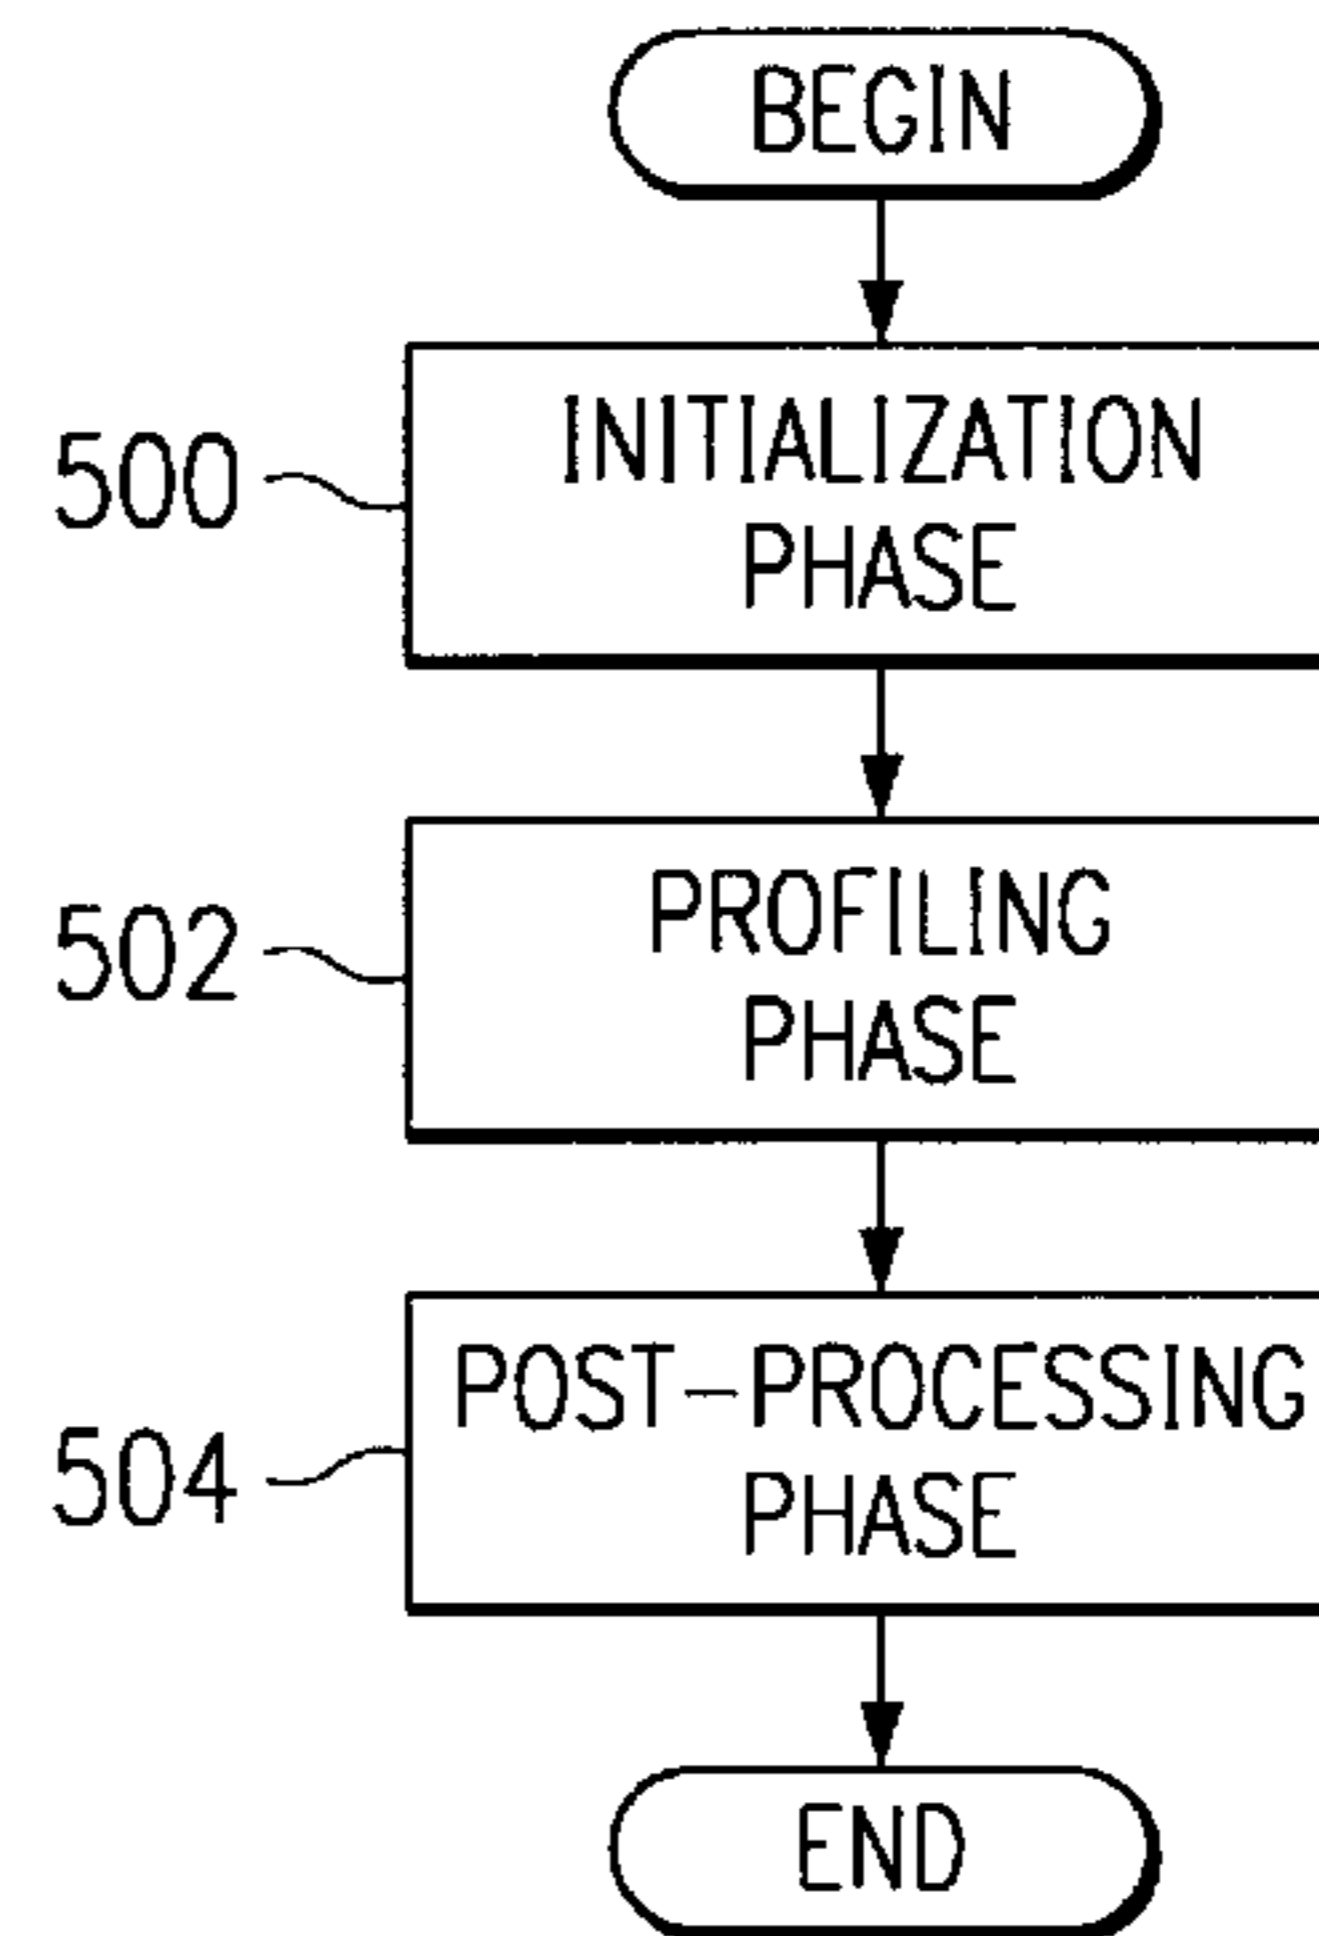 BEGIN
500
INITIALIZATION
PHASE
502
PROFILING
PHASE
504
POST-PROCESSING
PHASE
END